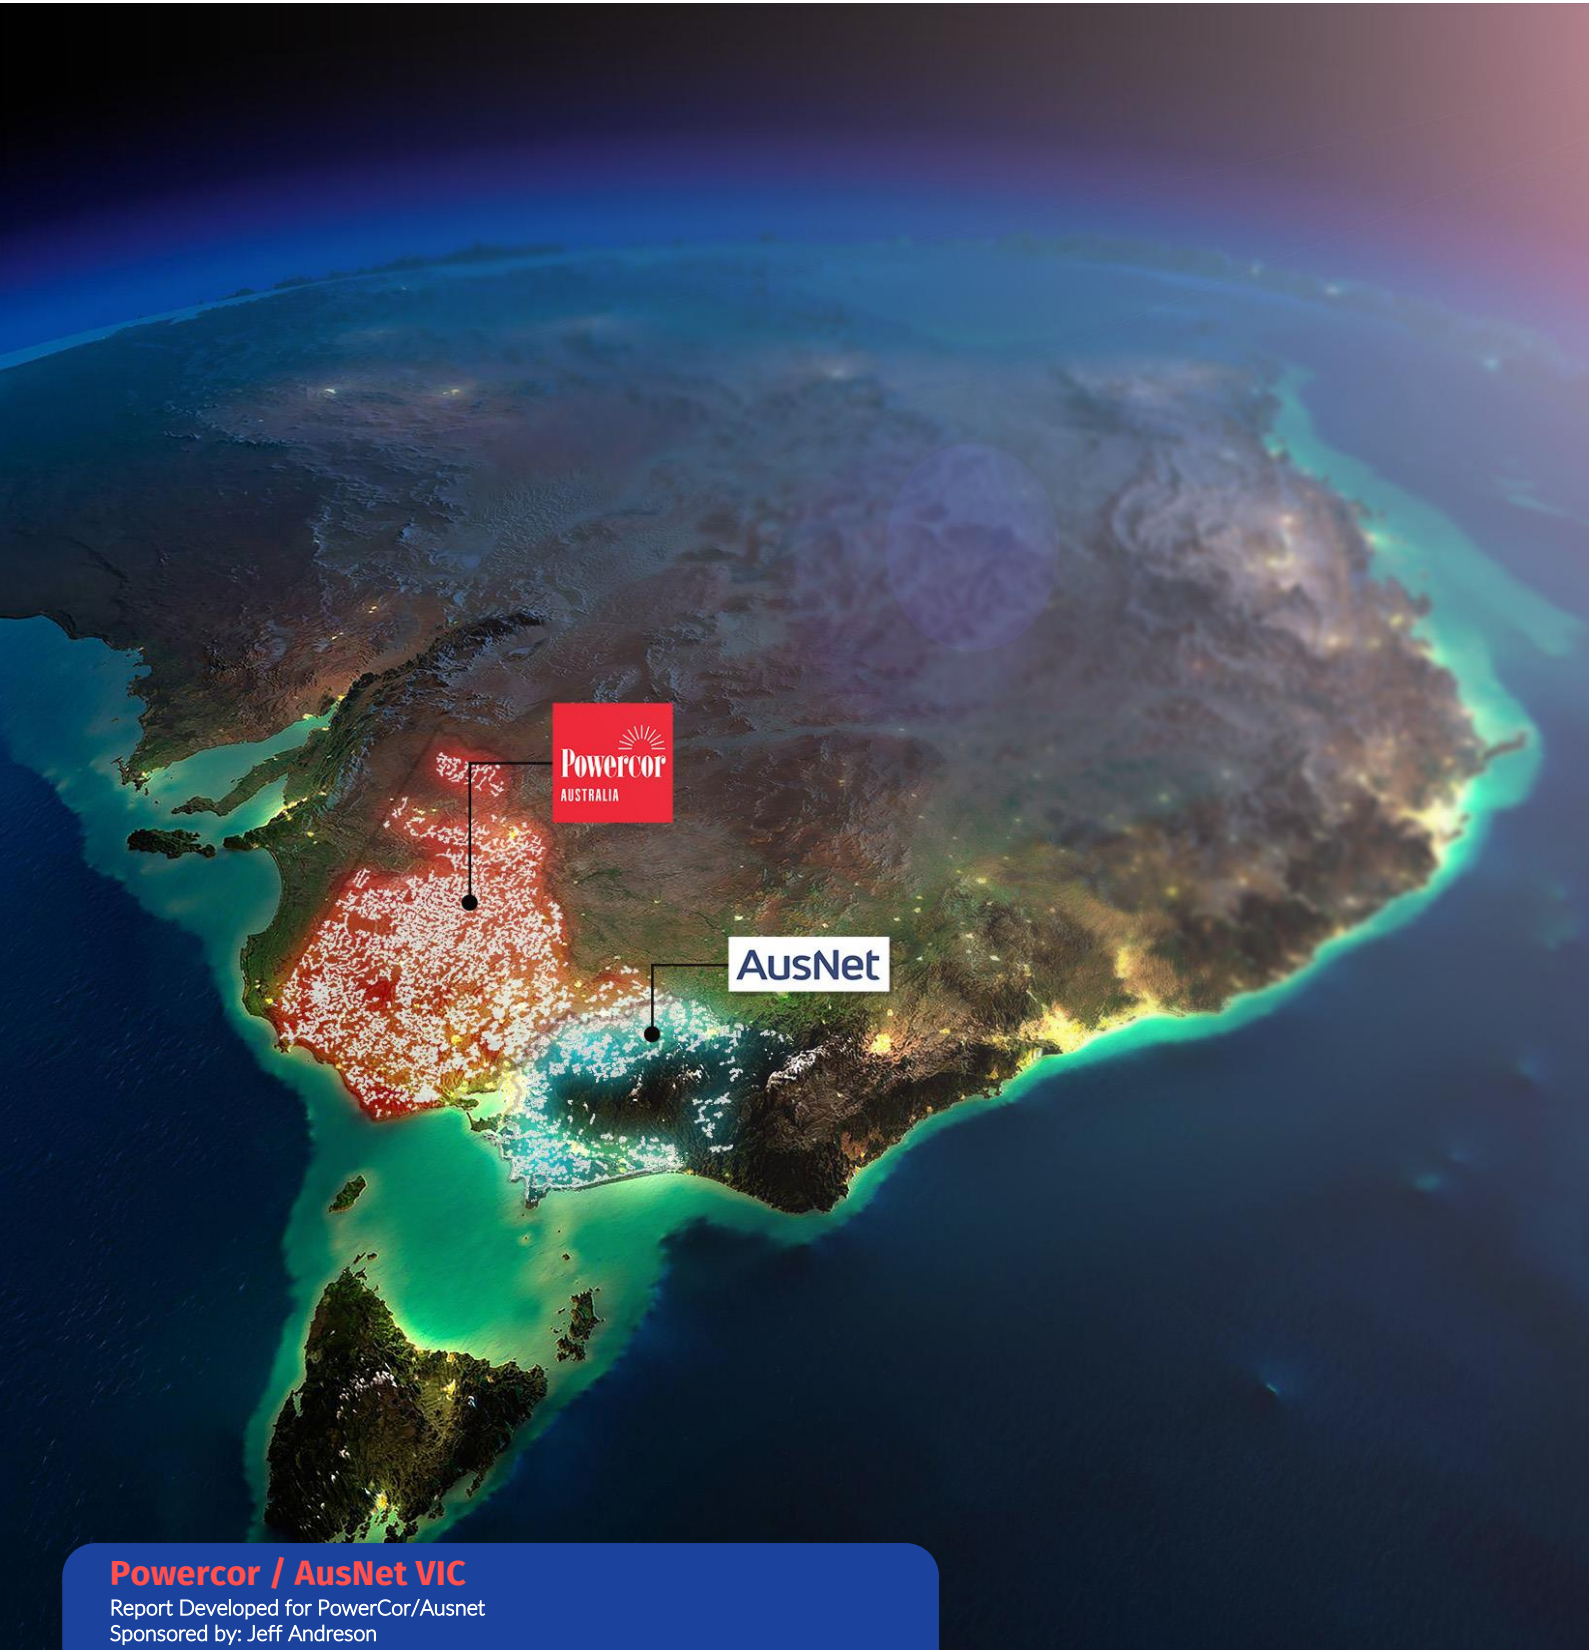 Powercor
AUSTRALIA
AusNet
Powercor / AusNet VIC
Report Developed for PowerCor/Ausnet
Sponsored by: Jeff Andreson